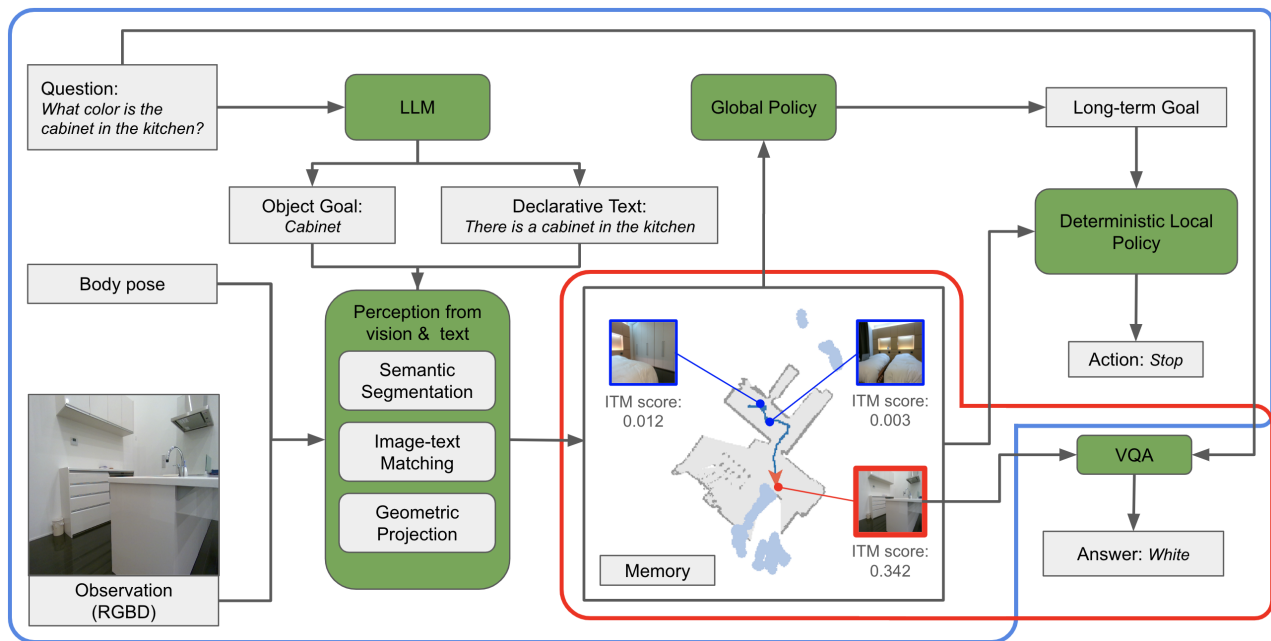 Question:
What color is the
cabinet in the kitchen?
LLM
Global Policy
Long-term Goal
Object Goal:
Cabinet
Declarative Text:
There is a cabinet in the kitchen
Deterministic Local
Policy
Body pose
Perception from
vision & text
Semantic
Segmentation
Image-text
Matching
Geometric
Projection
Observation
(RGBD)
ITM score:
0.012
ITM score:
0.003
ITM score:
0.342
Memory
Action: Stop
VQA
Answer: White